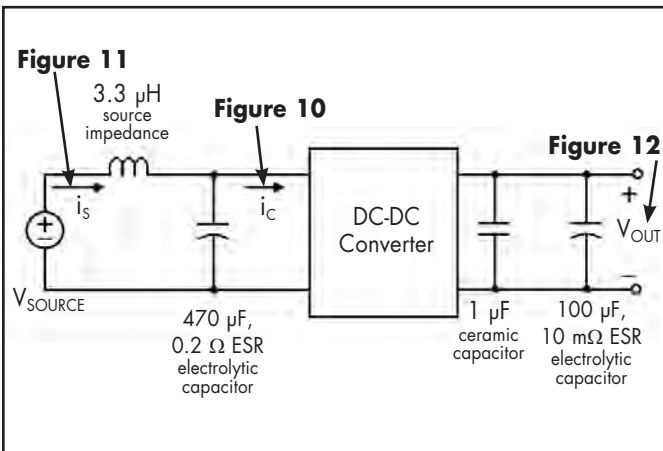 Figure 11
3.3 µH
source
impedance
Figure 10
Figure 12
iS
iC
DC-DC
Converter
+
VOUT
–
+
–
VSOURCE
470 µF,
0.2 Ω ESR
electrolytic
capacitor
1 µF
ceramic
capacitor
100 µF,
10 mΩ ESR
electrolytic
capacitor